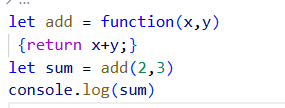 let add = function(x,y)
{return x+y;}
let sum = add(2,3)
console.log(sum)